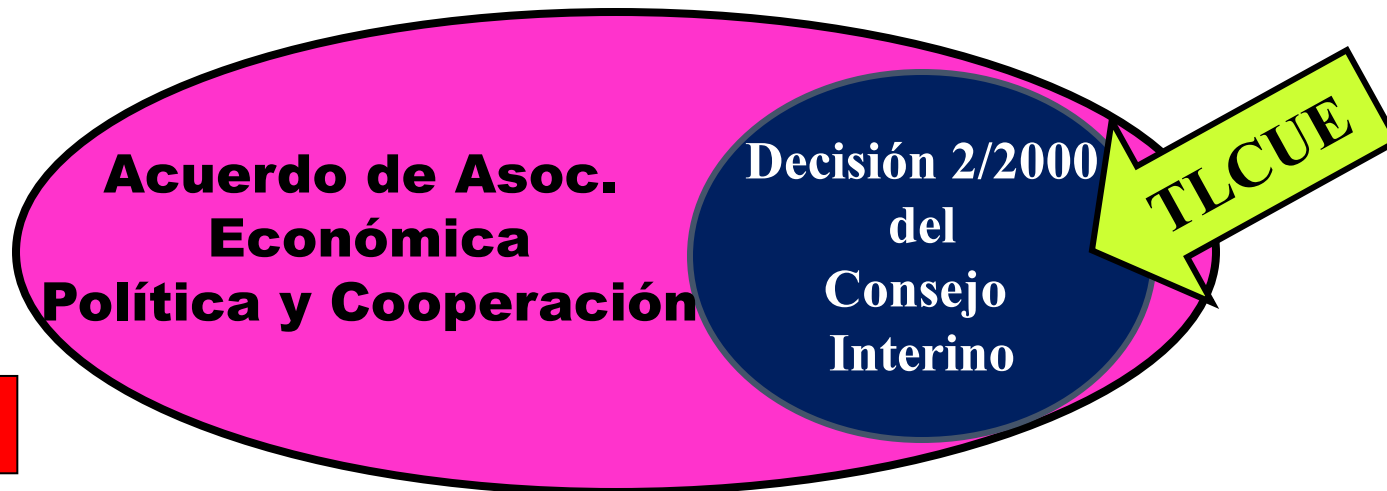 Acuerdo de Asoc.
Económica
Política y Cooperación
Decisión 2/2000
del
Consejo
Interino
TLCUE